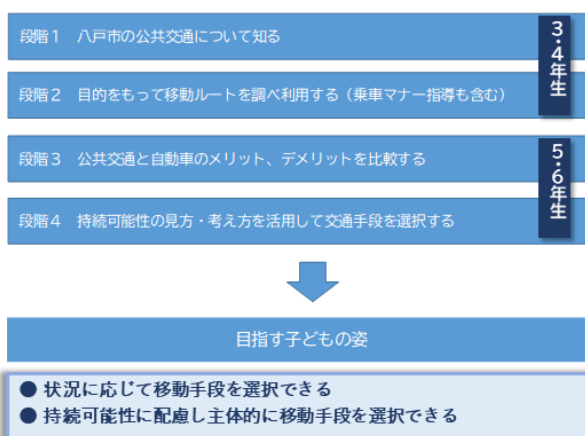 段階１　八戸市の公共交通について知る
段階２　目的をもって移動ルートを調べ利用する（乗車マナー指導も含む）
3・4年生
段階３　公共交通と自動車のメリット、デメリットを比較する
段階４　持続可能性の見方・考え方を活用して交通手段を選択する
5・6年生
目指す子どもの姿
● 状況に応じて移動手段を選択できる
● 持続可能性に配慮し主体的に移動手段を選択できる